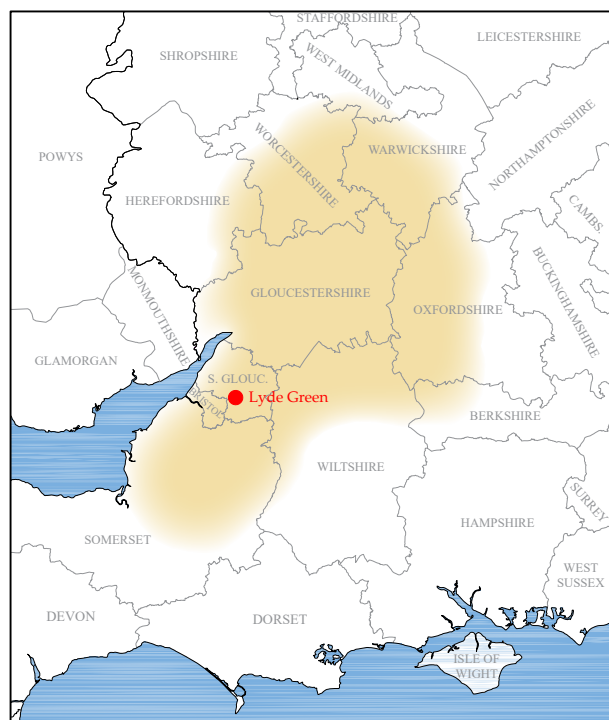 STAFFORDSHIRE
LEICESTERSHIRE
SHROPSHIRE
WEST MIDLANDS
NORTHAMPTONSHIRE
WORCESTERSHIRE
WARWICKSHIRE
POWYS
HEREFORDSHIRE
CAMBS.
BUCKINGHAMSHIRE
MONMOUTHSHIRE
GLOUCESTERSHIRE
OXFORDSHIRE
GLAMORGAN
S. GLOUC.
BRISTOL
Lyde Green
BERKSHIRE
WILTSHIRE
SURREY
HAMPSHIRE
SOMERSET
WEST
SUSSEX
DEVON
DORSET
ISLE OF
WIGHT